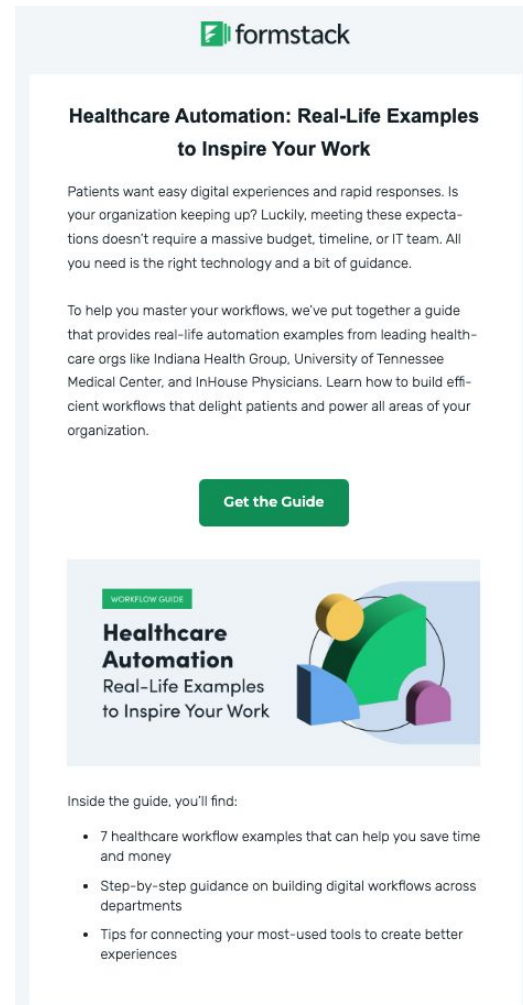 formstack
Healthcare Automation: Real-Life Examples
to Inspire Your Work
Patients want easy digital experiences and rapid responses. Is
your organization keeping up? Luckily, meeting these expecta-
tions doesn’t require a massive budget, timeline, or IT team. All
you need is the right technology and a bit of guidance.
To help you master your workflows, we’ve put together a guide
that provides real-life automation examples from leading health-
care orgs like Indiana Health Group, University of Tennessee
Medical Center, and InHouse Physicians. Learn how to build effi-
cient workflows that delight patients and power all areas of your
organization.
Get the Guide
WORKFLOW GUIDE
Healthcare
Automation
Real-Life Examples
to Inspire Your Work
Inside the guide, you’ll find:
• 7 healthcare workflow examples that can help you save time
and money
• Step-by-step guidance on building digital workflows across
departments
• Tips for connecting your most-used tools to create better
experiences